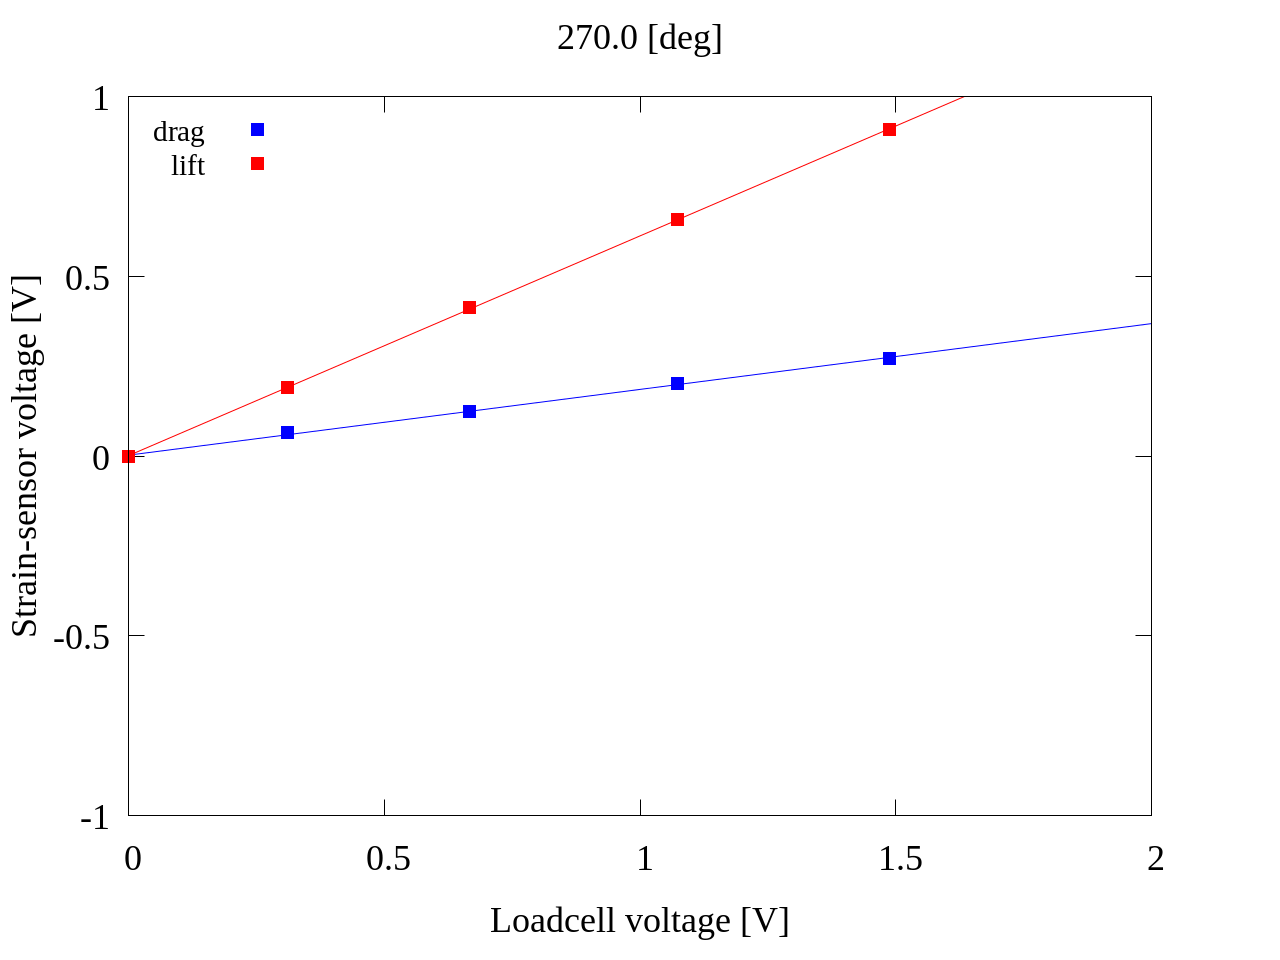 270.0 [deg]
drag
lift
1
0.5
0
-0.5
-1
Strain-sensor voltage [V]
0 0.5 1 1.5 2
Loadcell voltage [V]